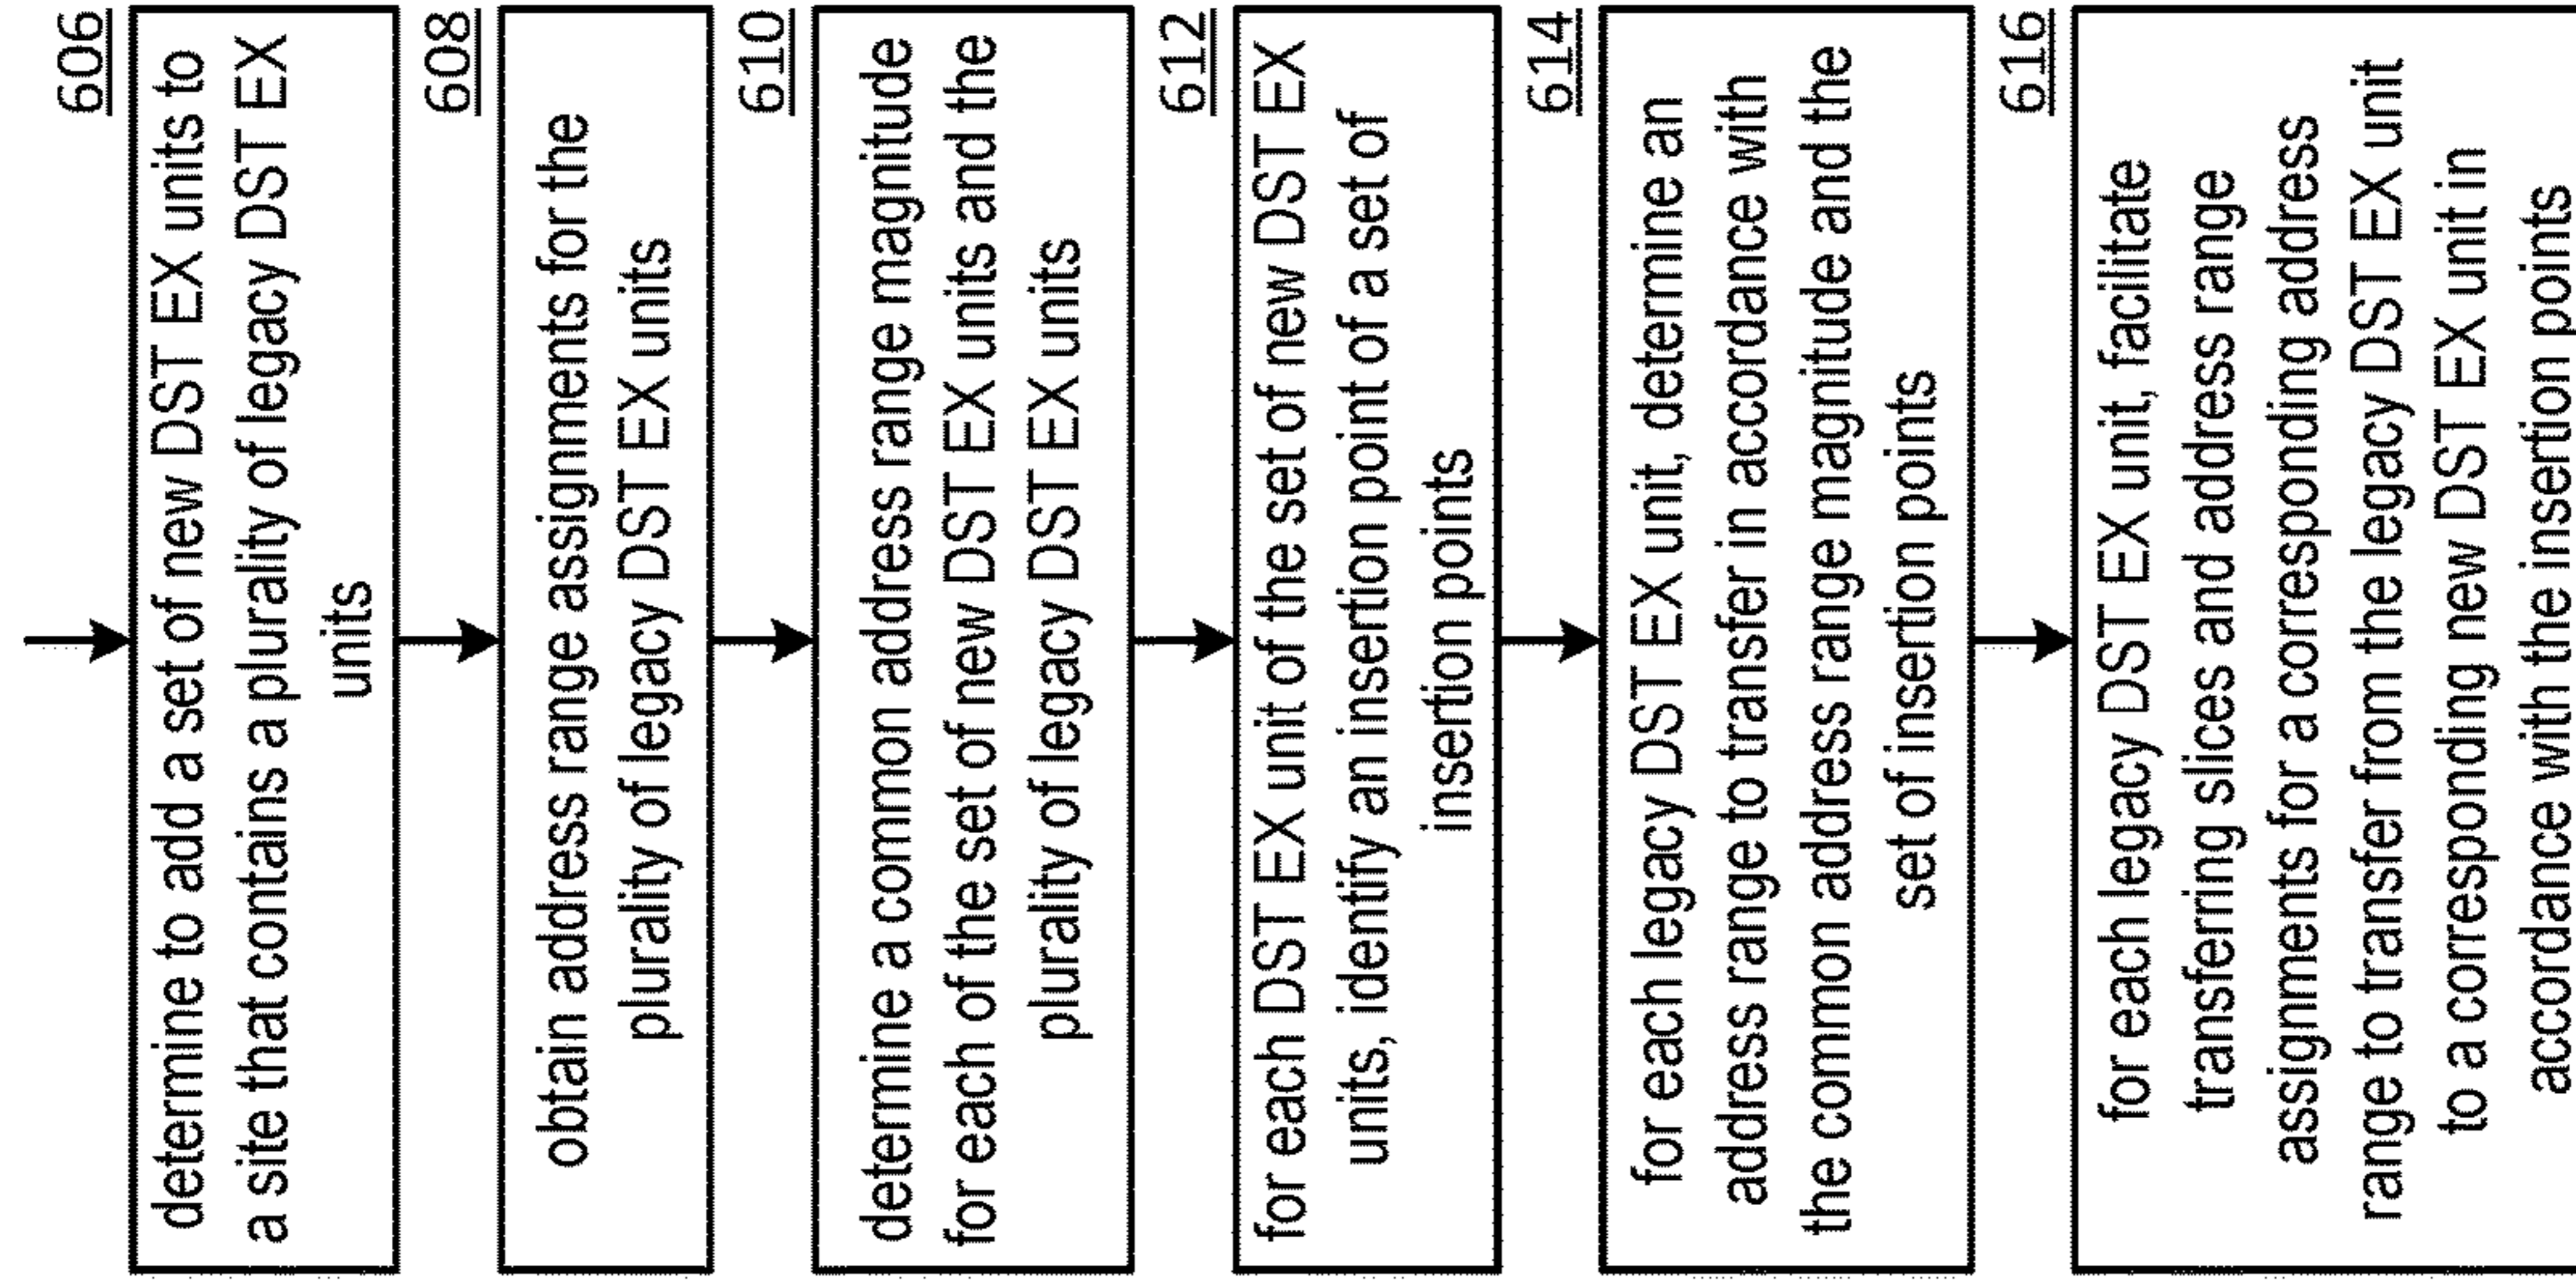 606
determine to add a set of new DST EX units to
a site that contains a plurality of legacy DST EX
units
608
obtain address range assignments for the
plurality of legacy DST EX units
610
determine a common address range magnitude
for each of the set of new DST EX units and the
plurality of legacy DST EX units
612
for each DST EX unit of the set of new DST EX
units, identify an insertion point of a set of
insertion points
614
for each legacy DST EX unit, determine an
address range to transfer in accordance with
the common address range magnitude and the
set of insertion points
616
for each legacy DST EX unit, facilitate
transferring slices and address range
assignments for a corresponding address
range to transfer from the legacy DST EX unit
to a corresponding new DST EX unit in
accordance with the insertion points